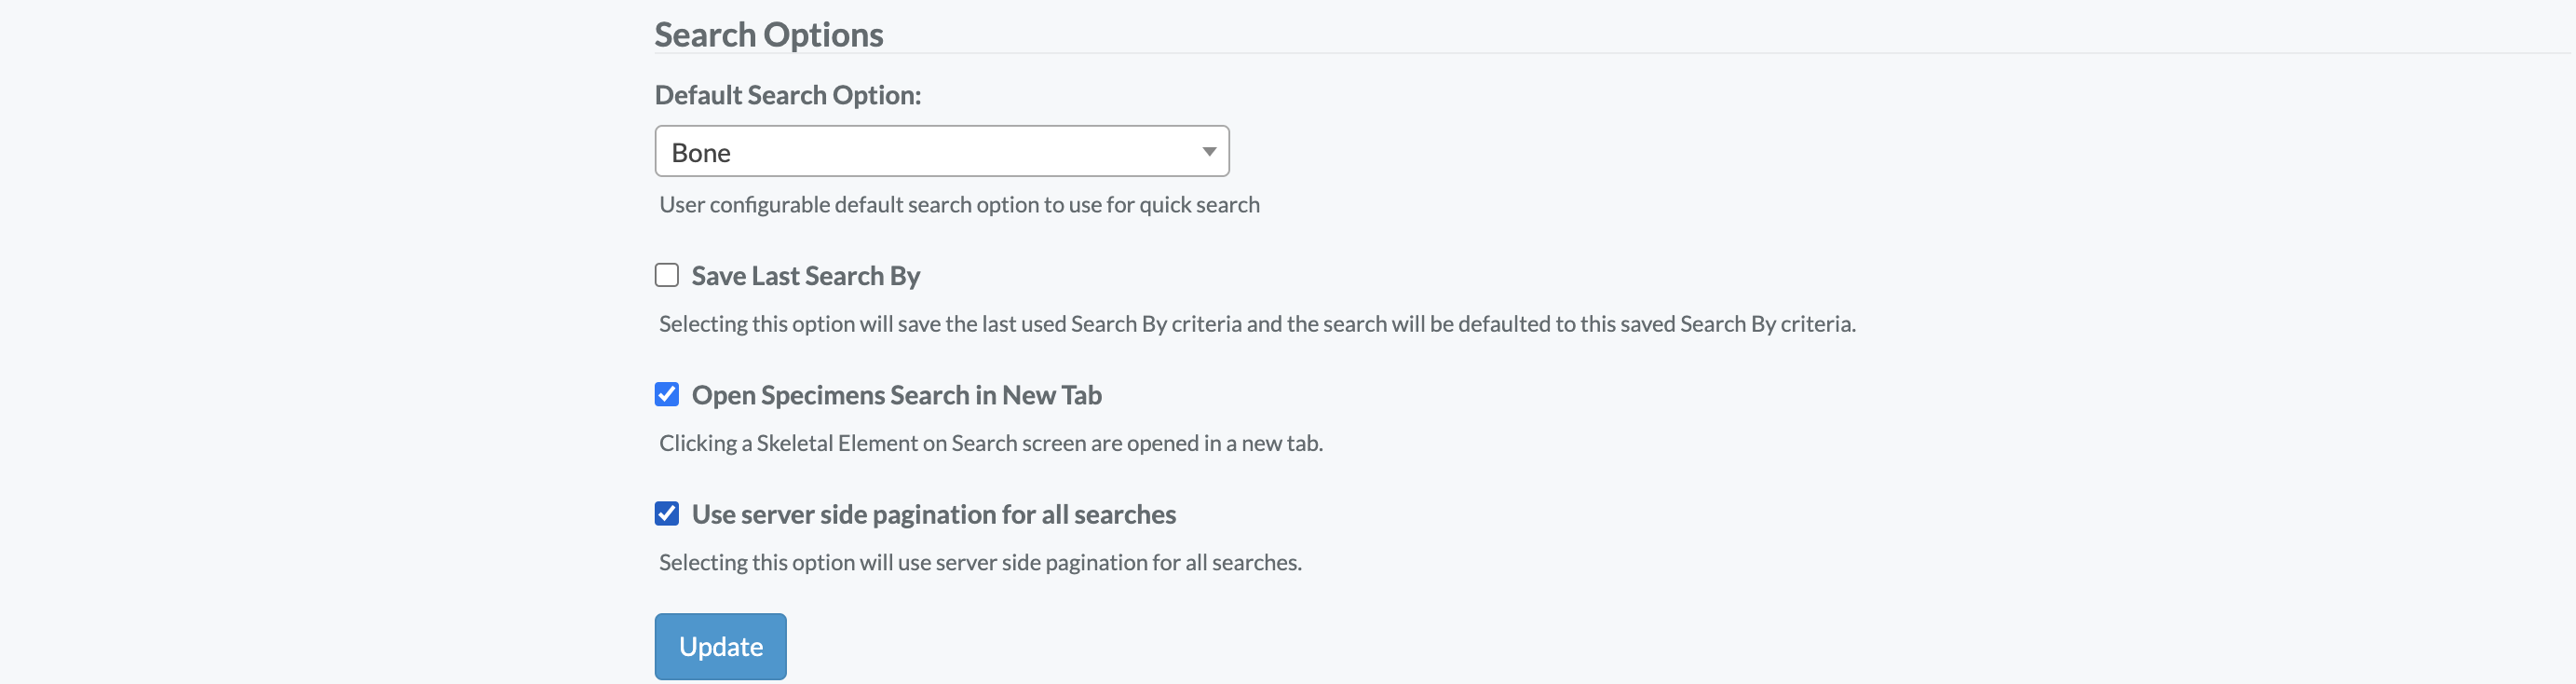 Search Options
Default Search Option:
Bone
User configurable default search option to use for quick search
Save Last Search By
Selecting this option will save the last used Search By criteria and the search will be defaulted to this saved Search By criteria.
Open Specimens Search in New Tab
Clicking a Skeletal Element on Search screen are opened in a new tab.
Use server side pagination for all searches
Selecting this option will use server side pagination for all searches.
Update